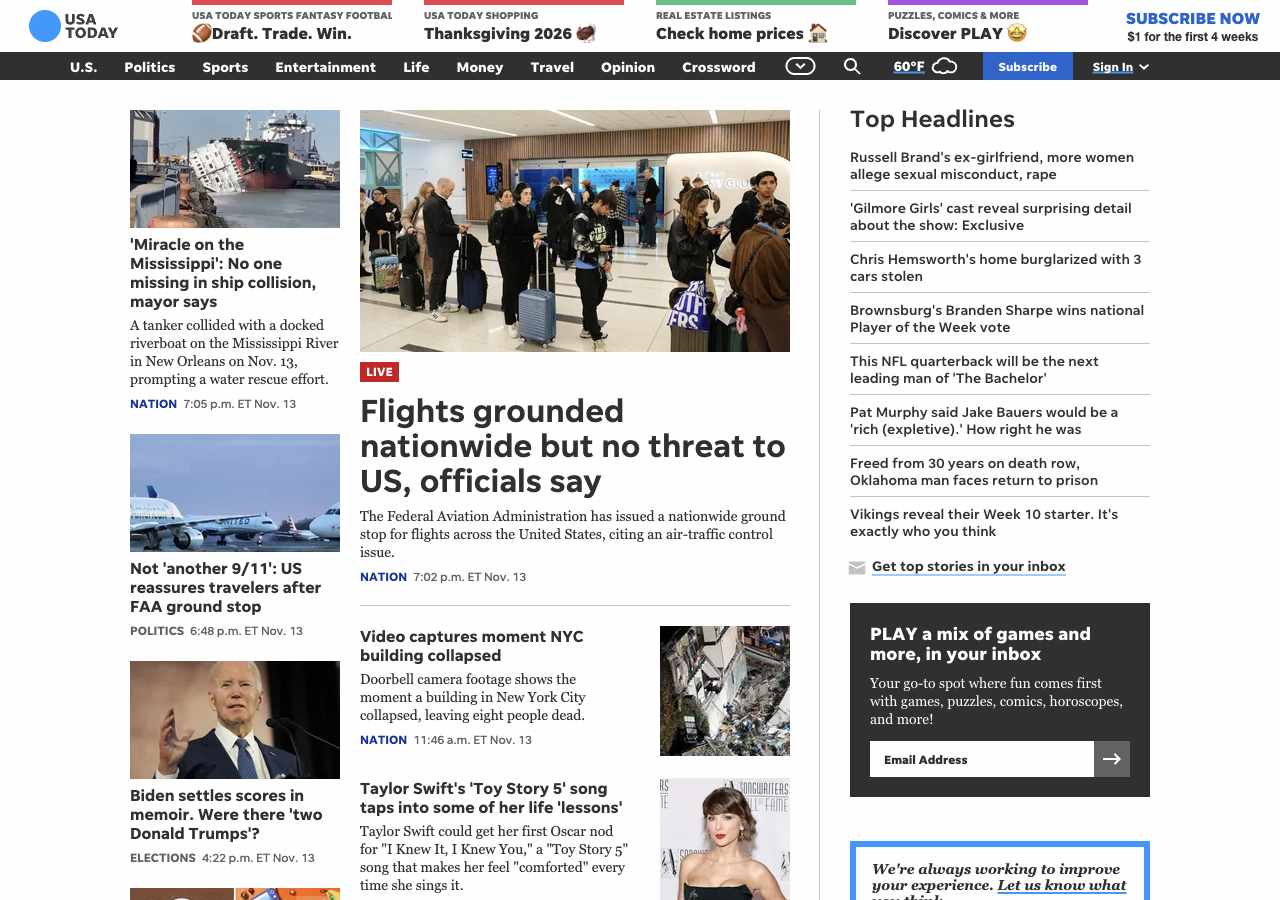 USA
TODAY
USA TODAY SPORTS FANTASY FOOTBAL
🏈Draft. Trade. Win.
USA TODAY SHOPPING
Thanksgiving 2026 🦃
REAL ESTATE LISTINGS
Check home prices 🏠
PUZZLES, COMICS & MORE
Discover PLAY 🤩
SUBSCRIBE NOW
$1 for the first 4 weeks
U.S. Politics Sports Entertainment Life Money Travel Opinion Crossword 60°F Subscribe Sign In
'Miracle on the
Mississippi': No one
missing in ship collision,
mayor says
A tanker collided with a docked
riverboat on the Mississippi River
in New Orleans on Nov. 13,
prompting a water rescue effort.
NATION 7:05 p.m. ET Nov. 13
UNITED
Not 'another 9/11': US
reassures travelers after
FAA ground stop
POLITICS 6:48 p.m. ET Nov. 13
Biden settles scores in
memoir. Were there 'two
Donald Trumps'?
ELECTIONS 4:22 p.m. ET Nov. 13
LIVE
Flights grounded
nationwide but no threat to
US, officials say
The Federal Aviation Administration has issued a nationwide ground
stop for flights across the United States, citing an air-traffic control
issue.
NATION 7:02 p.m. ET Nov. 13
Video captures moment NYC
building collapsed
Doorbell camera footage shows the
moment a building in New York City
collapsed, leaving eight people dead.
NATION 11:46 a.m. ET Nov. 13
Taylor Swift's 'Toy Story 5' song
taps into some of her life 'lessons'
Taylor Swift could get her first Oscar nod
for "I Knew It, I Knew You," a "Toy Story 5"
song that makes her feel "comforted" every
time she sings it.
SONGWRITERS
HALL of FAME
Top Headlines
Russell Brand's ex-girlfriend, more women
allege sexual misconduct, rape
'Gilmore Girls' cast reveal surprising detail
about the show: Exclusive
Chris Hemsworth's home burglarized with 3
cars stolen
Brownsburg's Branden Sharpe wins national
Player of the Week vote
This NFL quarterback will be the next
leading man of 'The Bachelor'
Pat Murphy said Jake Bauers would be a
'rich (expletive).' How right he was
Freed from 30 years on death row,
Oklahoma man faces return to prison
Vikings reveal their Week 10 starter. It's
exactly who you think
Get top stories in your inbox
PLAY a mix of games and
more, in your inbox
Your go-to spot where fun comes first
with games, puzzles, comics, horoscopes,
and more!
Email Address
We're always working to improve
your experience. Let us know what
you think.